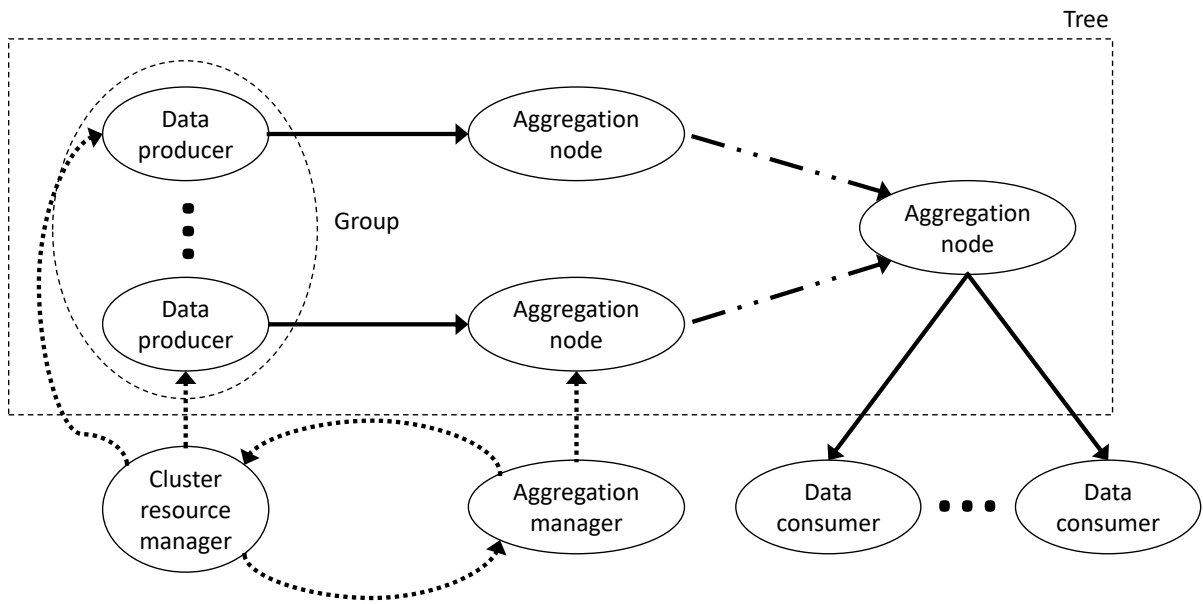 Tree
Data
producer
Aggregation
node
Aggregation
node
Group
Data
producer
Aggregation
node
Cluster
resource
manager
Aggregation
manager
Data
consumer
Data
consumer